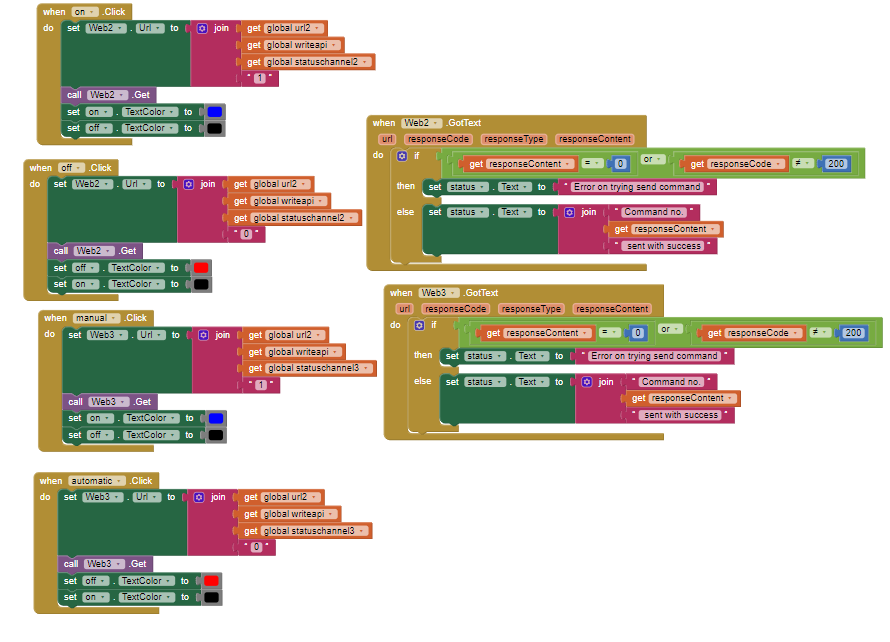 when on .Click
do set Web2 . Url to join get global url2
get global writeapi
get global statuschannel2
" 1 "
call Web2 .Get
set on . TextColor to
set off . TextColor to
when off .Click
do set Web2 . Url to join get global url2
get global writeapi
get global statuschannel2
" 0 "
call Web2 .Get
set off . TextColor to
set on . TextColor to
when manual .Click
do set Web3 . Url to join get global url2
get global writeapi
get global statuschannel3
" 1 "
call Web3 .Get
set on . TextColor to
set off . TextColor to
when automatic .Click
do set Web3 . Url to join get global url2
get global writeapi
get global statuschannel3
" 0 "
call Web3 .Get
set off . TextColor to
set on . TextColor to
when Web2 .GotText
url responseCode responseType responseContent
do if get responseContent = 0 or get responseCode ≠ 200
then set status . Text to " Error on trying send command "
else set status . Text to join " Command no. "
get responseContent
" sent with success "
when Web3 .GotText
url responseCode responseType responseContent
do if get responseContent = 0 or get responseCode ≠ 200
then set status . Text to " Error on trying send command "
else set status . Text to join " Command no. "
get responseContent
" sent with success "